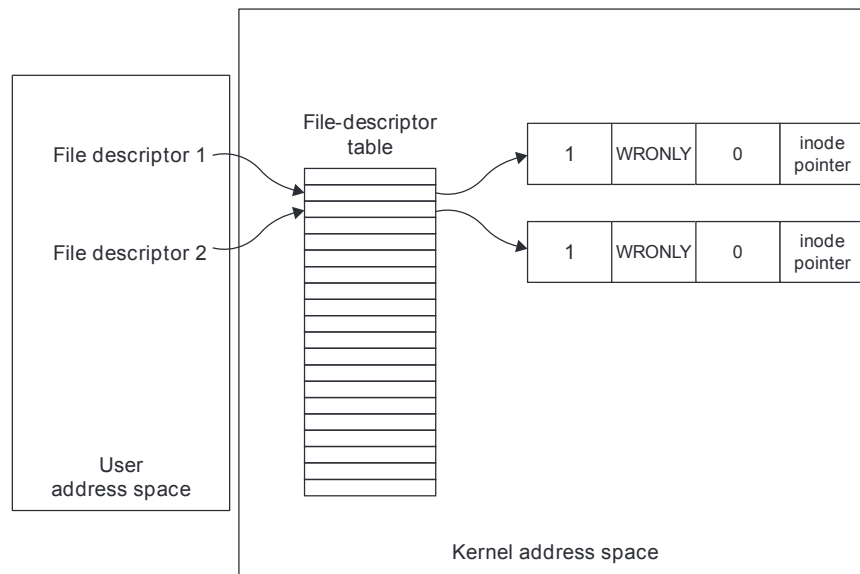 File-descriptor
table
File descriptor 1
1 WRONLY 0 inode
pointer
File descriptor 2
1 WRONLY 0 inode
pointer
User
address space
Kernel address space